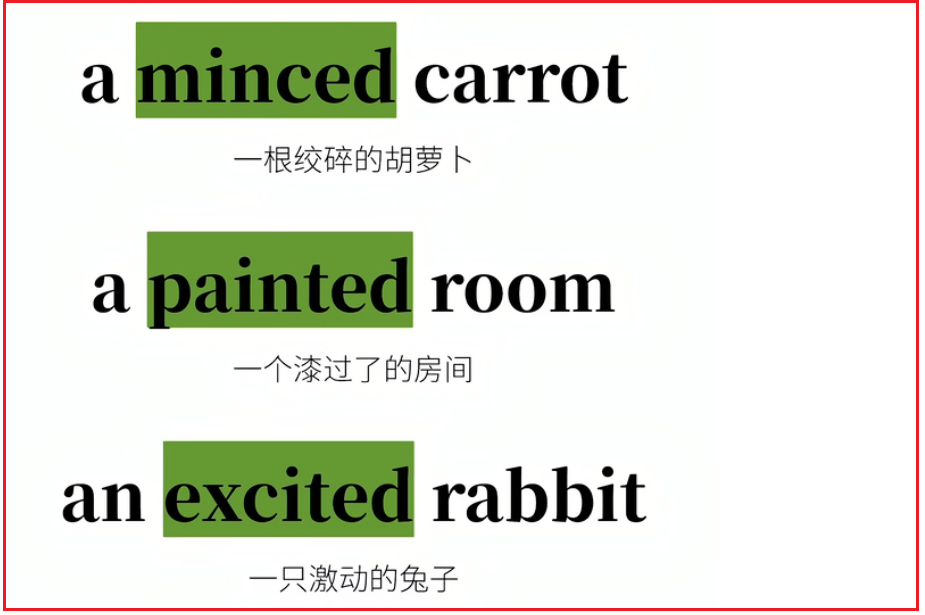 a minced carrot
一根绞碎的胡萝卜
a painted room
一个漆过了的房间
an excited rabbit
一只激动的兔子